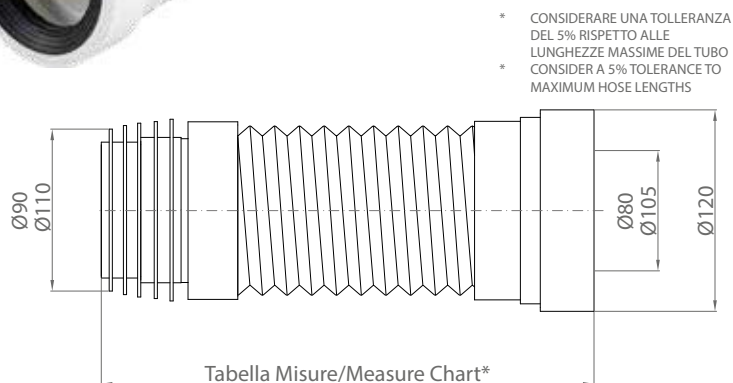 * CONSIDERARE UNA TOLLERANZA
DEL 5% RISPETTO ALLE
LUNGHEZZE MASSIME DEL TUBO
* CONSIDER A 5% TOLERANCE TO
MAXIMUM HOSE LENGTHS
Ø90
Ø110
Ø80
Ø105
Ø120
Tabella Misure/Measure Chart*